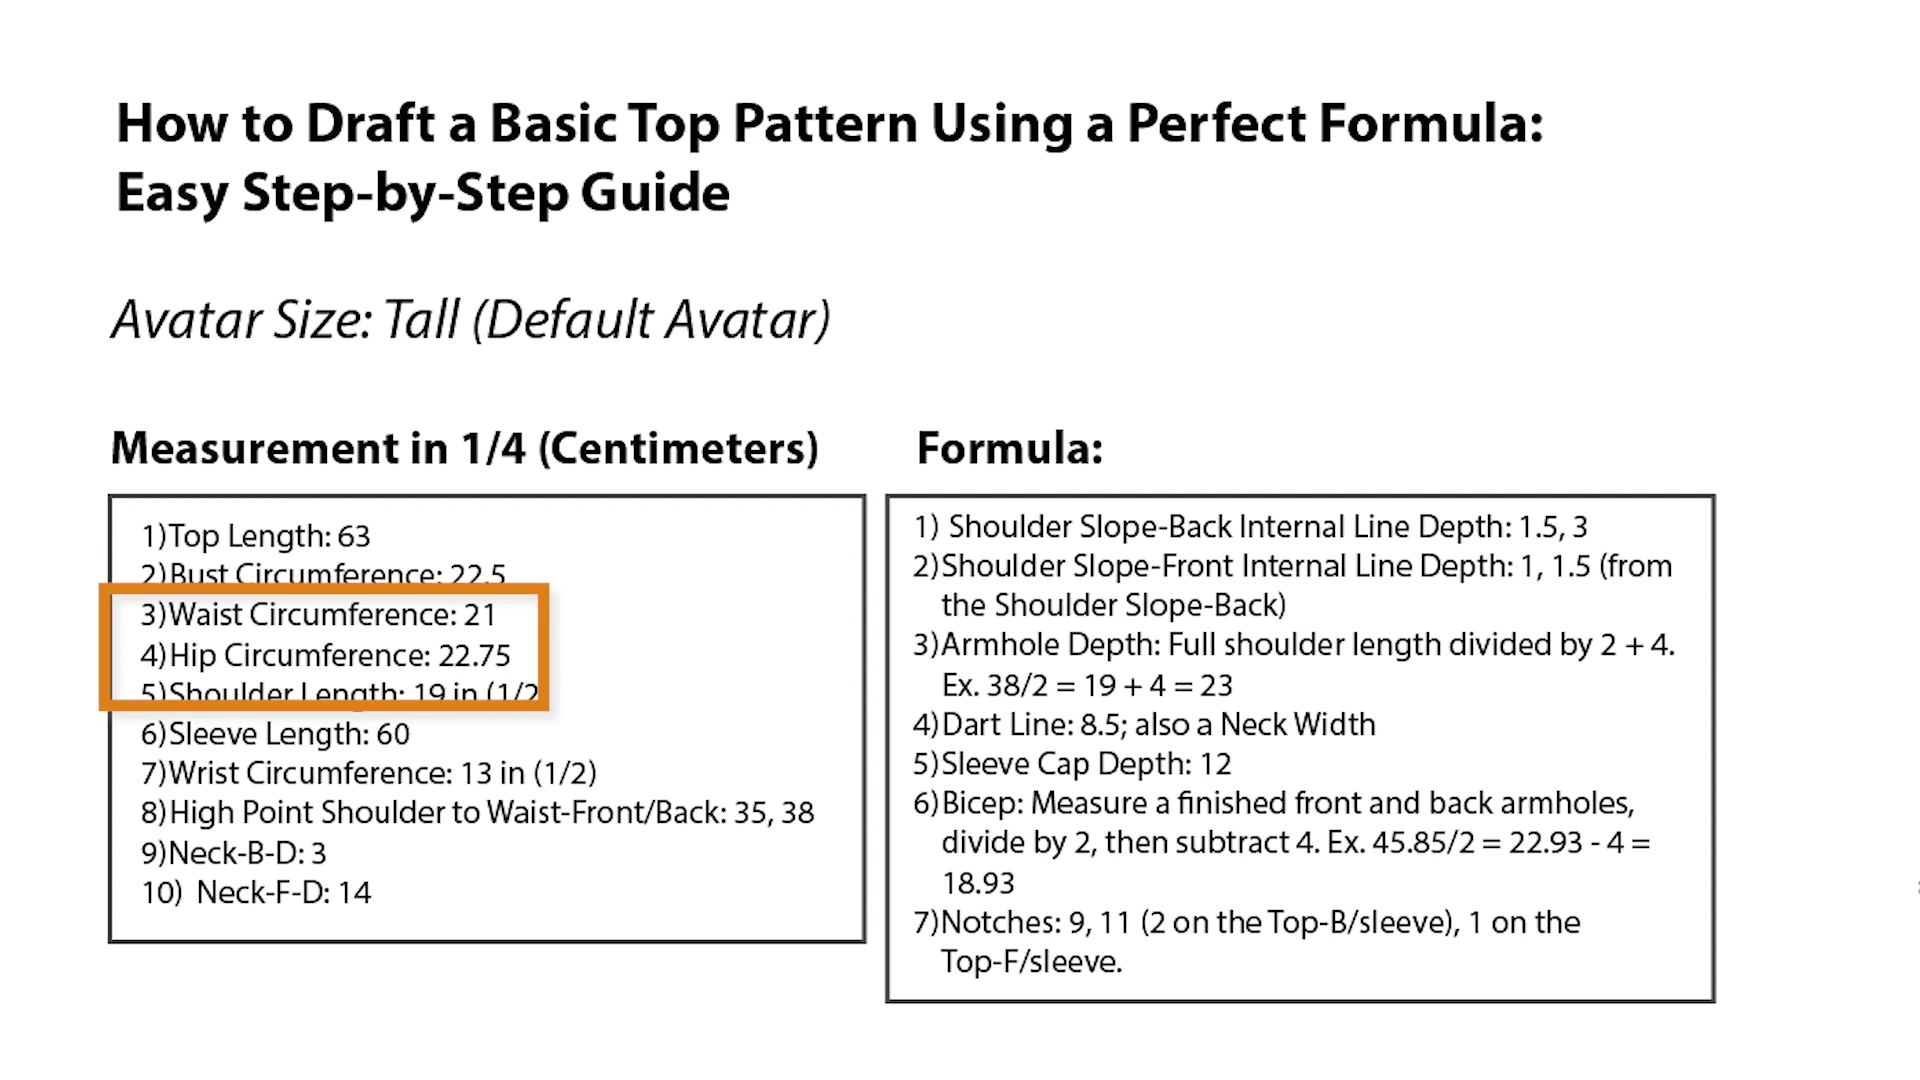 How to Draft a Basic Top Pattern Using a Perfect Formula:
Easy Step-by-Step Guide
Avatar Size: Tall (Default Avatar)
Measurement in 1/4 (Centimeters)
1)Top Length: 63
2)Bust Circumference: 22.5
3)Waist Circumference: 21
4)Hip Circumference: 22.75
5)Shoulder Length: 19 in (1/2
6)Sleeve Length: 60
7)Wrist Circumference: 13 in (1/2)
8)High Point Shoulder to Waist-Front/Back: 35, 38
9)Neck-B-D: 3
10) Neck-F-D: 14
Formula:
1) Shoulder Slope-Back Internal Line Depth: 1.5, 3
2)Shoulder Slope-Front Internal Line Depth: 1, 1.5 (from
the Shoulder Slope-Back)
3)Armhole Depth: Full shoulder length divided by 2 + 4.
Ex. 38/2 = 19 + 4 = 23
4)Dart Line: 8.5; also a Neck Width
5)Sleeve Cap Depth: 12
6)Bicep: Measure a finished front and back armholes,
divide by 2, then subtract 4. Ex. 45.85/2 = 22.93 - 4 =
18.93
7)Notches: 9, 11 (2 on the Top-B/sleeve), 1 on the
Top-F/sleeve.